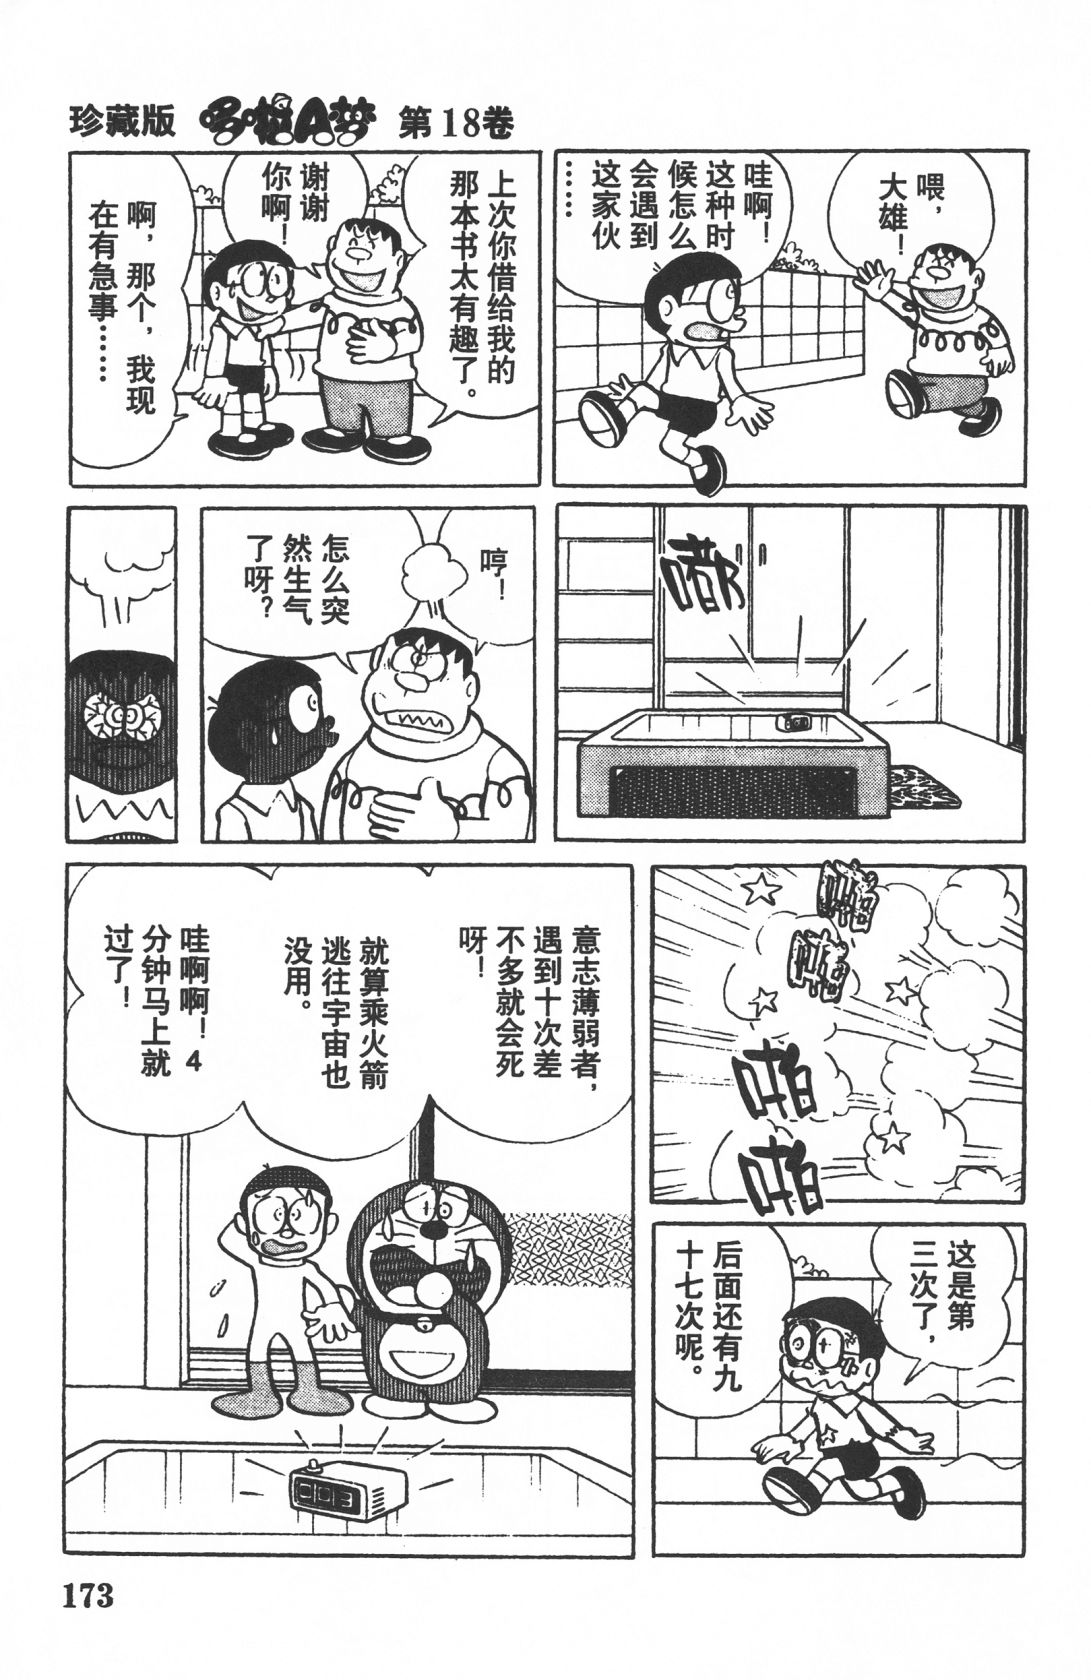 珍藏版 哆啦A梦 第18卷
喂，
大雄！
哇啊！
这种时
候怎么
会遇到
这家伙
……
上次你借给我的
那本书太有趣了。
谢谢
你啊！
啊，那个，我现
在有急事……
嗒
哼！
怎么突
然生气
了呀？
啪
啪
这是第
三次了，
后面还有九
十七次呢。
意志薄弱者，
遇到十次差
不多就会死
呀！
就算乘火箭
逃往宇宙也
没用。
哇啊啊！4
分钟马上就
过了！
173